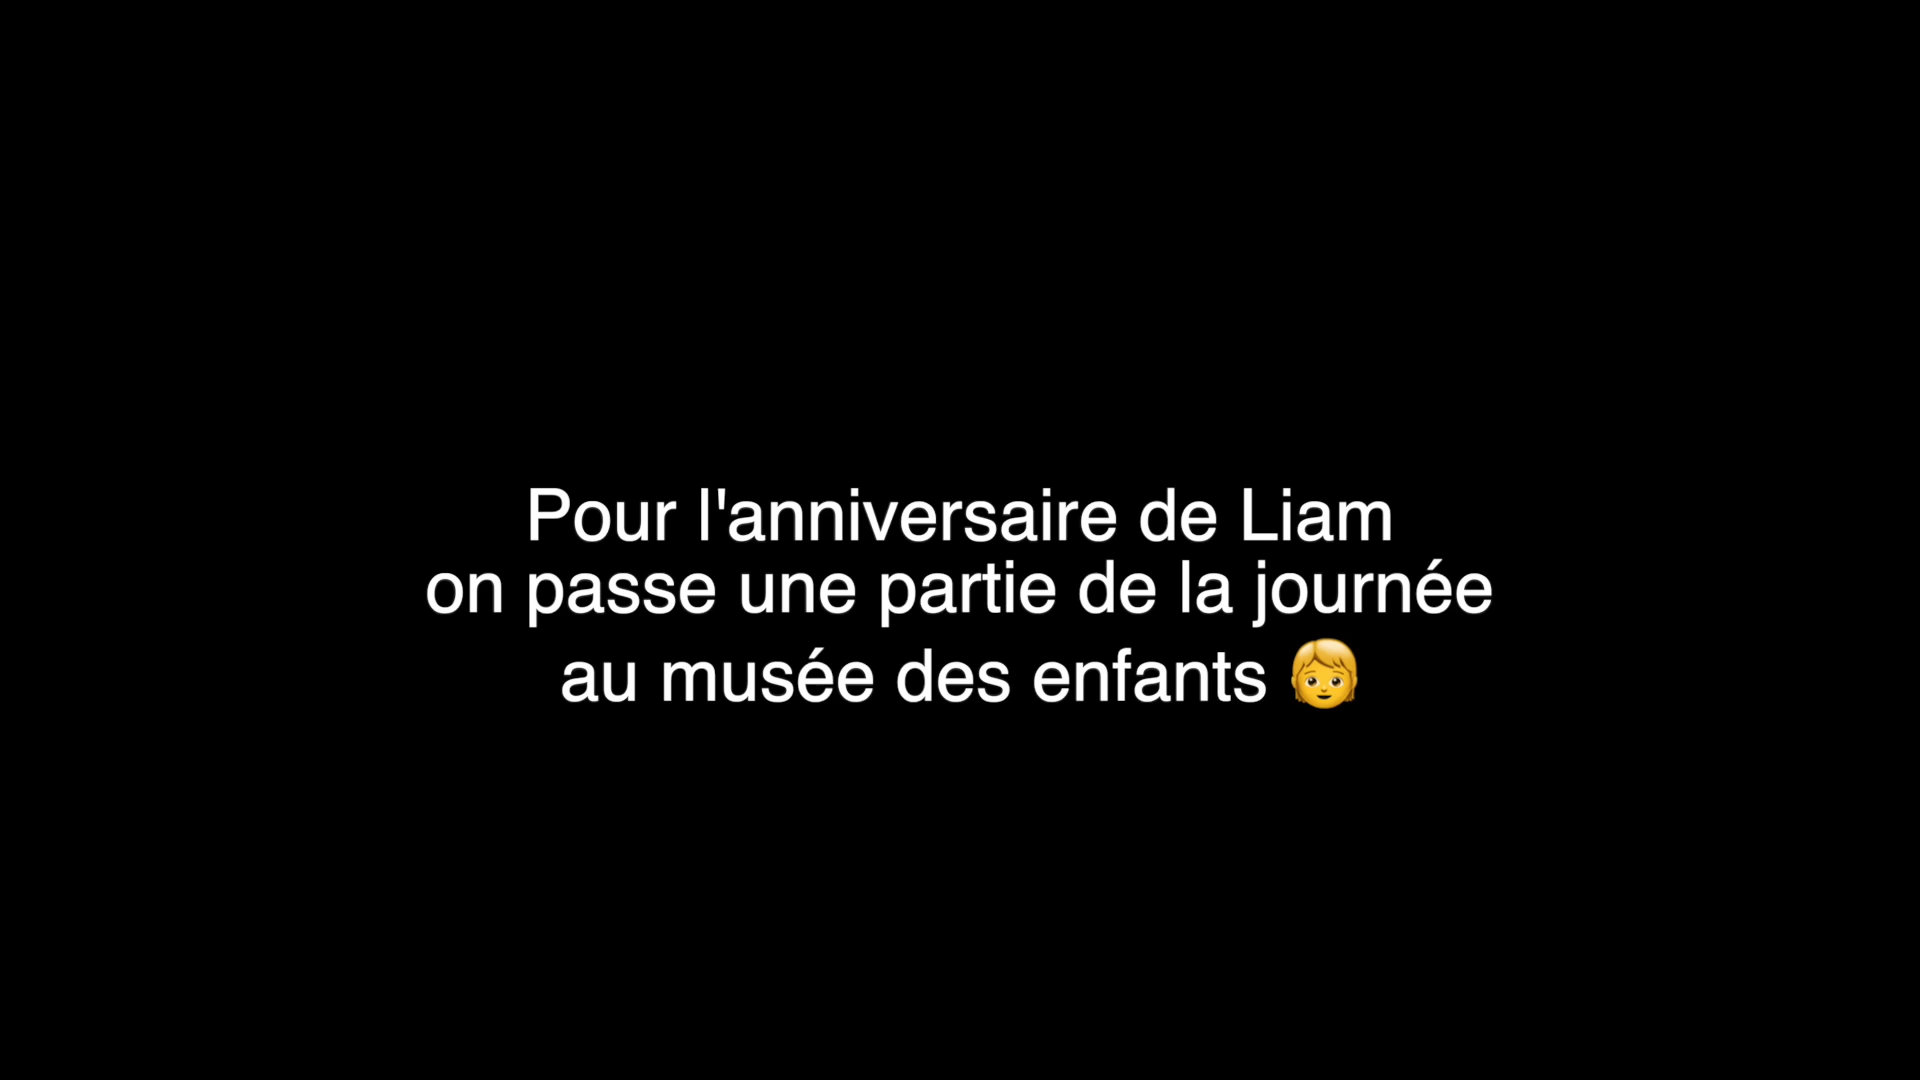 Pour l'anniversaire de Liam
on passe une partie de la journée
au musée des enfants 🧒